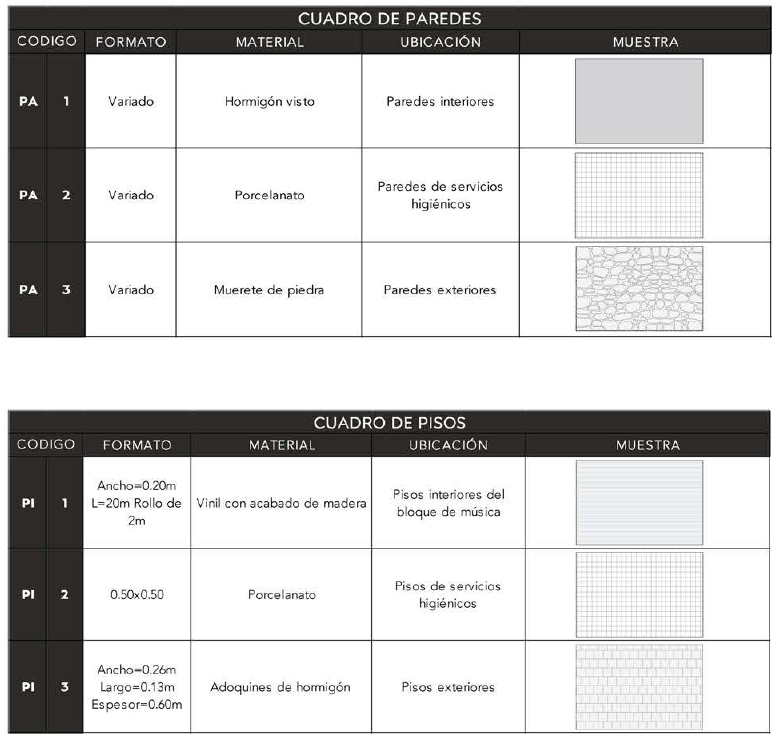 CUADRO DE PAREDES
CODIGO FORMATO MATERIAL UBICACIÓN MUESTRA
PA 1 Variado Hormigón visto Paredes interiores
PA 2 Variado Porcelanato Paredes de servicios
higiénicos
PA 3 Variado Muerete de piedra Paredes exteriores
CUADRO DE PISOS
CODIGO FORMATO MATERIAL UBICACIÓN MUESTRA
PI 1 Ancho=0.20m
L=20m Rollo de
2m
Vinil con acabado de madera
Pisos interiores del
bloque de música
PI 2 0.50x0.50 Porcelanato Pisos de servicios
higiénicos
PI 3 Ancho=0.26m
Largo=0.13m
Espesor=0.60m
Adoquines de hormigón
Pisos exteriores